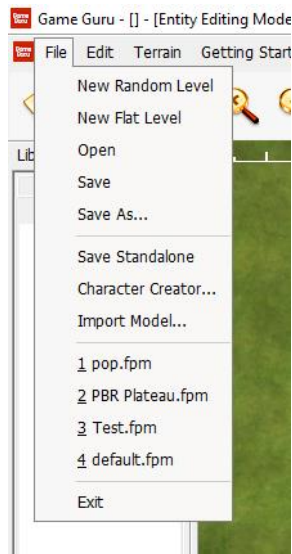 Game Guru - [] - [Entity Editing Mode
File Edit Terrain Getting Start
New Random Level
New Flat Level
Open
Lib
Save
Save As...
Save Standalone
Character Creator...
Import Model...
1 pop.fpm
2 PBR Plateau.fpm
3 Test.fpm
4 default.fpm
Exit